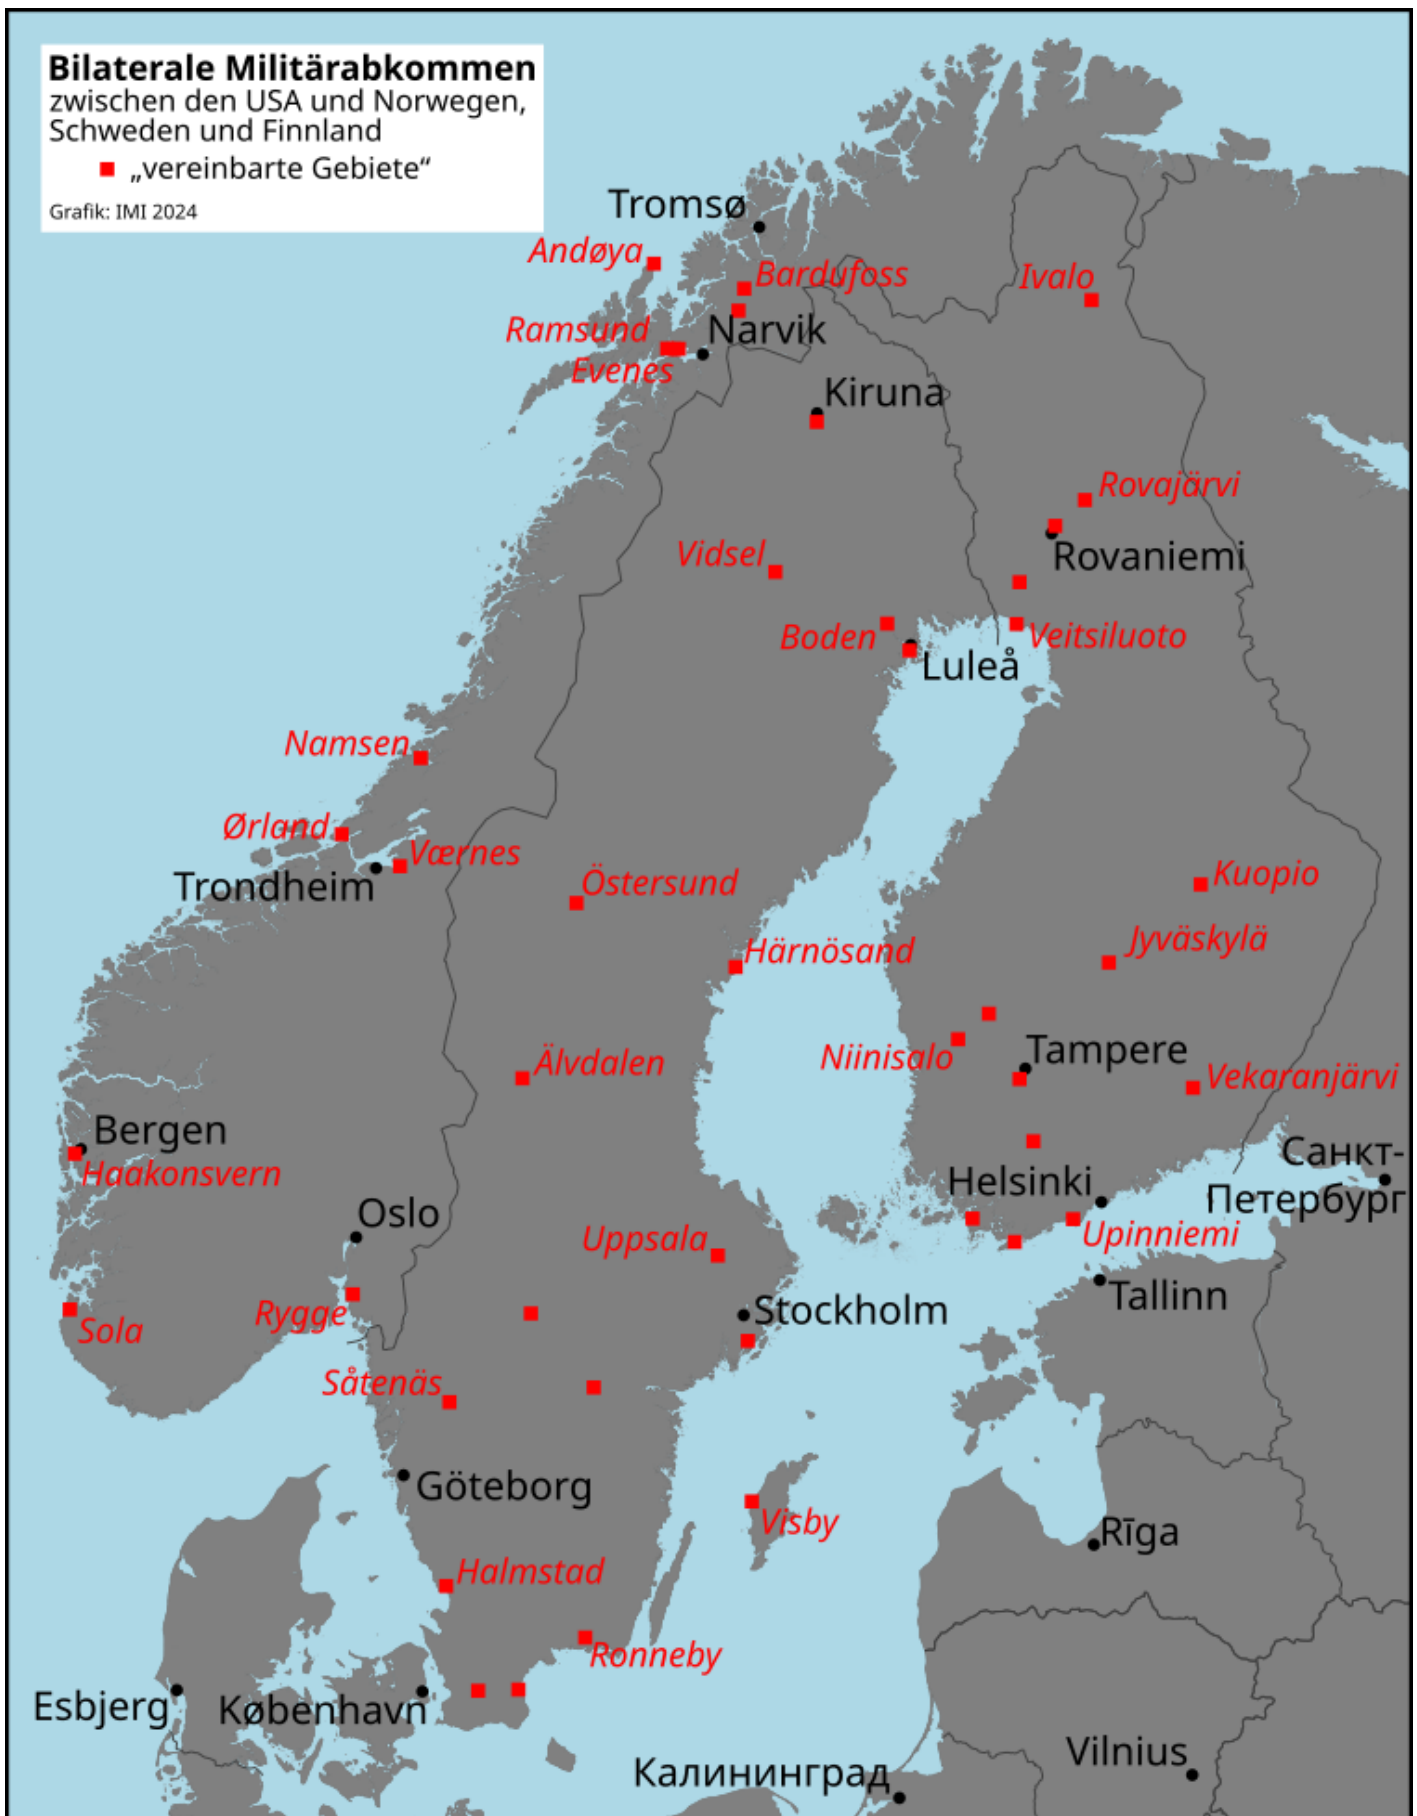 Bilaterale Militärabkommen
zwischen den USA und Norwegen,
Schweden und Finnland
„vereinbarte Gebiete“
Grafik: IMI 2024
Tromsø
Andøya
Bardufoss
Ivalo
Ramsund
Narvik
Evenes
Kiruna
Rovajärvi
Vidsel
Rovaniemi
Boden
Veitsiluoto
Luleå
Namsen
Ørland
Værnes
Trondheim
Östersund
Kuopio
Härnösand
Jyväskylä
Älvdalen
Niinisalo
Tampere
Vekaranjärvi
Bergen
Haakonsvern
Санкт-
Петербург
Helsinki
Oslo
Uppsala
Upinniemi
Tallinn
Rygge
Sola
Stockholm
Såtenäs
Göteborg
Visby
Rīga
Halmstad
Ronneby
Esbjerg
København
Vilnius
Калининград